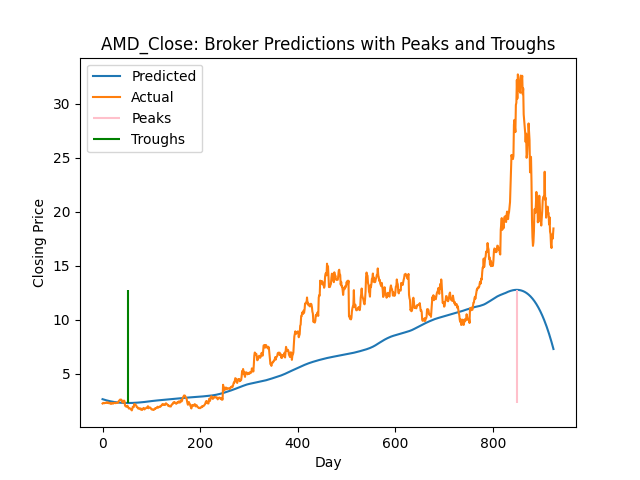 AMD_Close: Broker Predictions with Peaks and Troughs
Predicted
Actual
Peaks
Troughs
Closing Price
30
25
20
15
10
5
0
200
400
600
800
Day